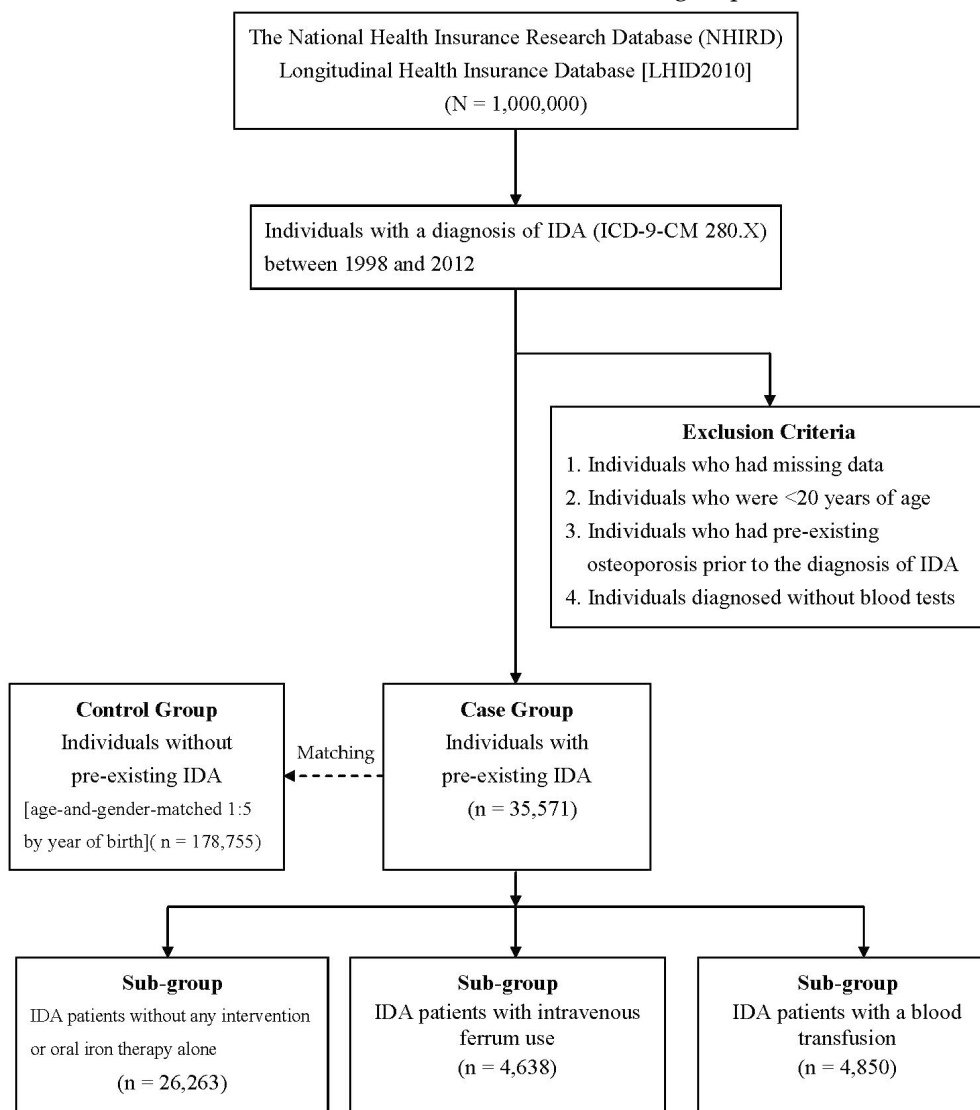 The National Health Insurance Research Database (NHIRD)
Longitudinal Health Insurance Database [LHID2010]
(N = 1,000,000)
Individuals with a diagnosis of IDA (ICD-9-CM 280.X)
between 1998 and 2012
Exclusion Criteria
1. Individuals who had missing data
2. Individuals who were <20 years of age
3. Individuals who had pre-existing
osteoporosis prior to the diagnosis of IDA
4. Individuals diagnosed without blood tests
Control Group
Individuals without
pre-existing IDA
[age-and-gender-matched 1:5
by year of birth]( n = 178,755)
Matching
Case Group
Individuals with
pre-existing IDA
(n = 35,571)
Sub-group
IDA patients without any intervention
or oral iron therapy alone
(n = 26,263)
Sub-group
IDA patients with intravenous
ferrum use
(n = 4,638)
Sub-group
IDA patients with a blood
transfusion
(n = 4,850)